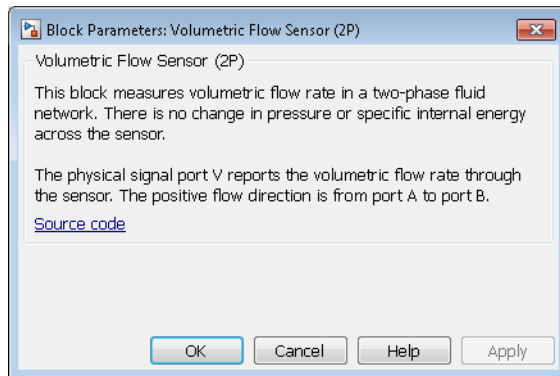 Block Parameters: Volumetric Flow Sensor (2P)
Volumetric Flow Sensor (2P)
This block measures volumetric flow rate in a two-phase fluid
network. There is no change in pressure or specific internal energy
across the sensor.
The physical signal port V reports the volumetric flow rate through
the sensor. The positive flow direction is from port A to port B.
Source code
OK Cancel Help Apply